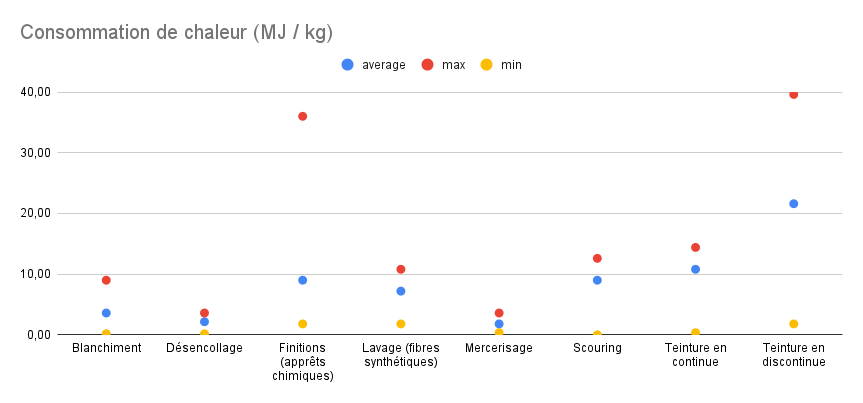 Consommation de chaleur (MJ / kg)
average max min
40,00
30,00
20,00
10,00
0,00
Blanchiment Désencollage Finitions Lavage (fibres Mercerisage Scouring Teinture en Teinture en
(apprêts synthétiques) continue discontinue
chimiques)